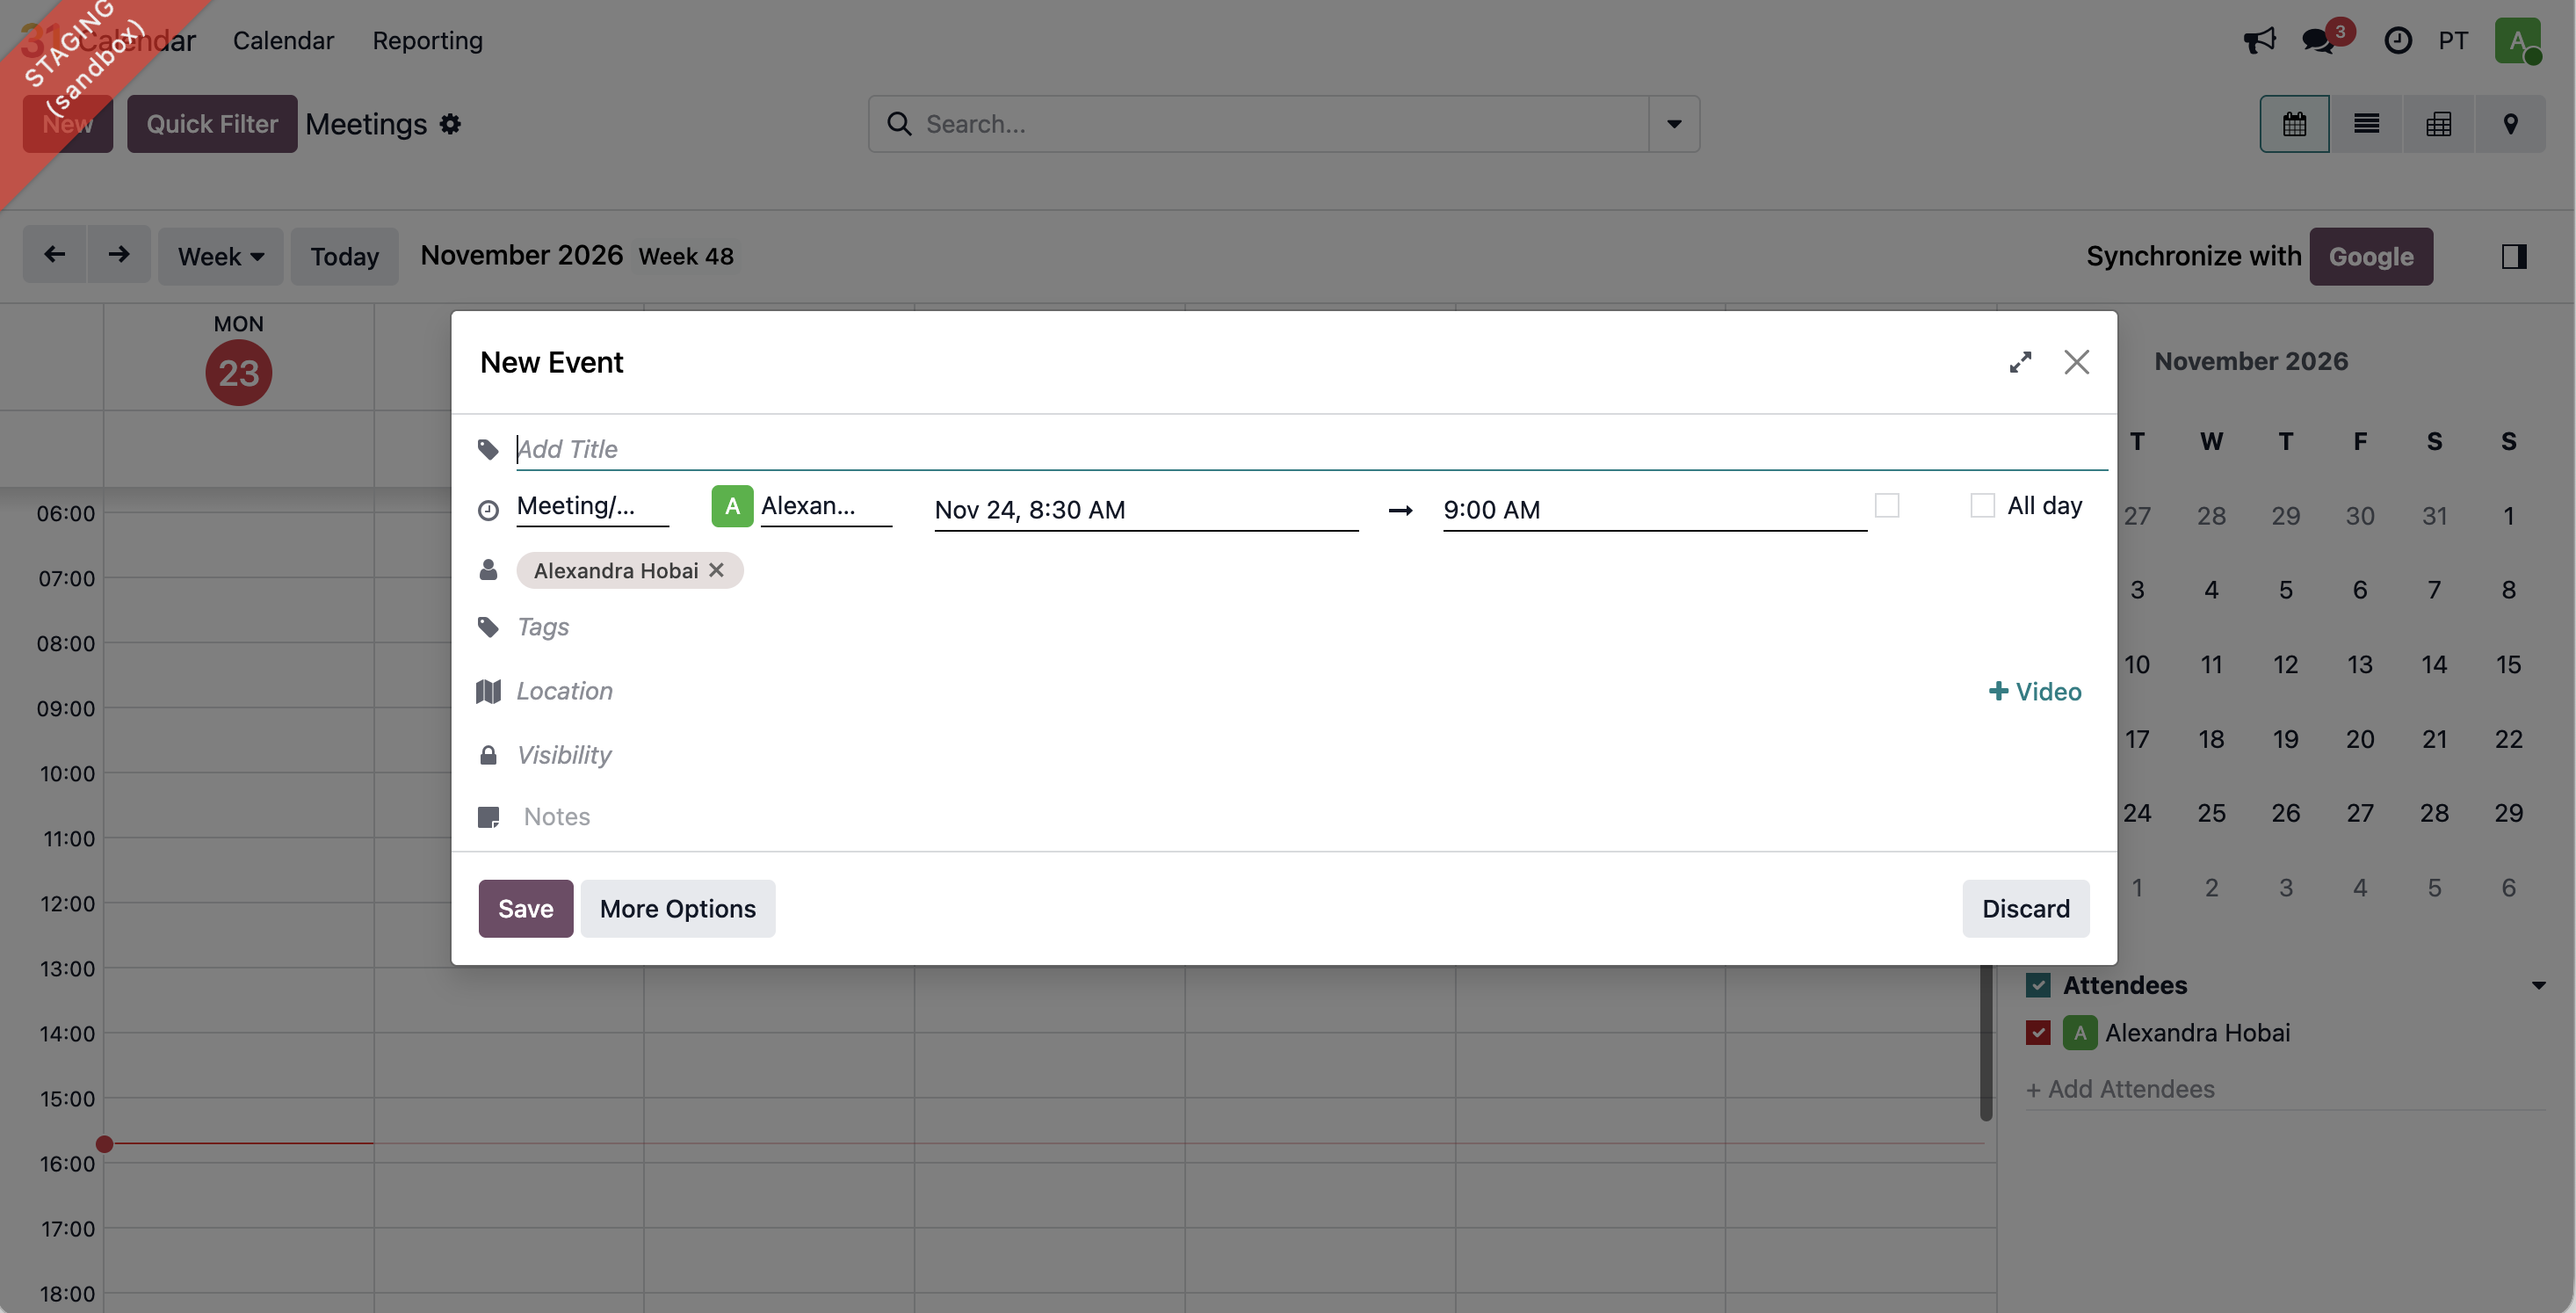 STAGING
(sandbox)
31 Calendar Calendar Reporting 3 PT A
New Quick Filter Meetings Search...
Week Today November 2026 Week 48 Synchronize with Google
MON
23
06:00
07:00
08:00
09:00
10:00
11:00
12:00
13:00
14:00
15:00
16:00
17:00
18:00
New Event
Add Title
Meeting/... A Alexan... Nov 24, 8:30 AM → 9:00 AM All day
Alexandra Hobai ×
Tags
Location + Video
Visibility
Notes
Save More Options Discard
November 2026
T W T F S S
27 28 29 30 31 1
3 4 5 6 7 8
10 11 12 13 14 15
17 18 19 20 21 22
24 25 26 27 28 29
1 2 3 4 5 6
Attendees
A Alexandra Hobai
+ Add Attendees